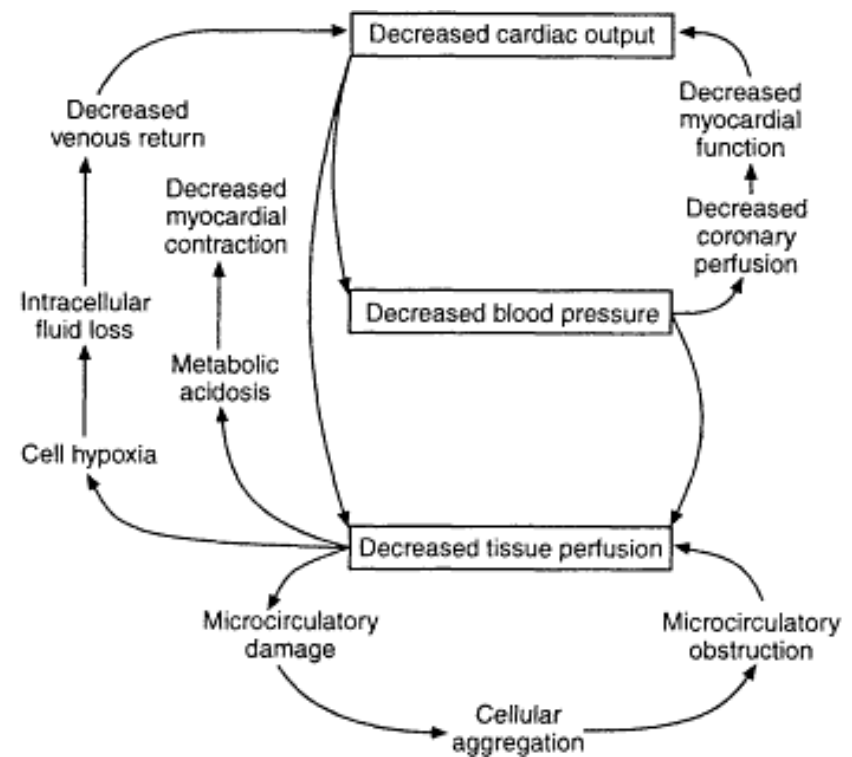 Decreased cardiac output
Decreased
venous return
Decreased
myocardial
function
Decreased
myocardial
contraction
Decreased
coronary
perfusion
Intracellular
fluid loss
Decreased blood pressure
Metabolic
acidosis
Cell hypoxia
Decreased tissue perfusion
Microcirculatory
damage
Microcirculatory
obstruction
Cellular
aggregation